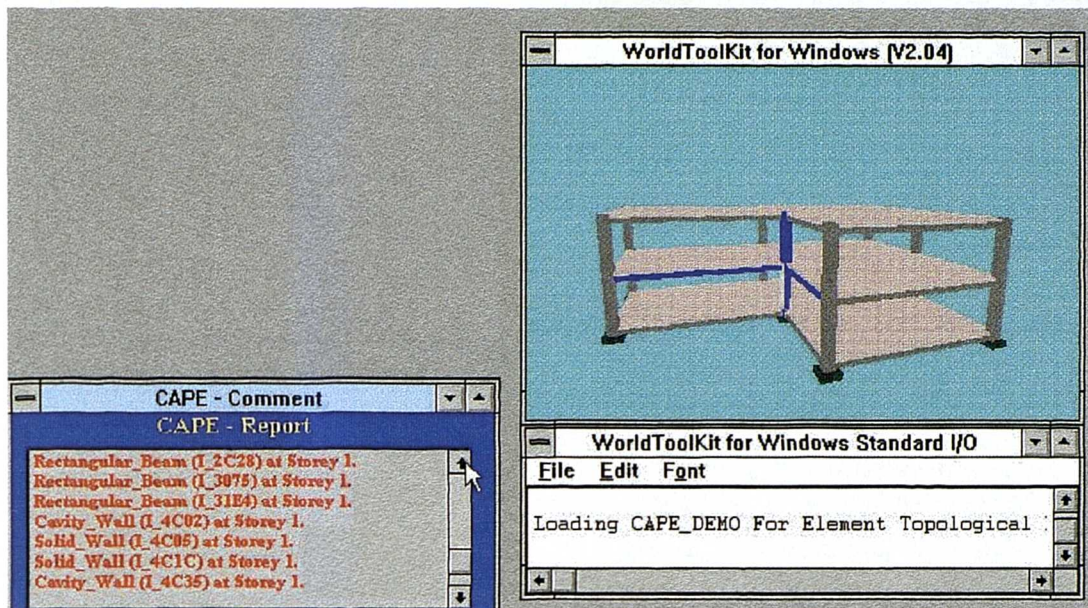 WorldToolKit for Windows (V2.04)
CAPE - Comment
CAPE - Report
Rectangular_Beam (I_2C28) at Storey 1.
Rectangular_Beam (I_3075) at Storey 1.
Rectangular_Beam (I_31E4) at Storey 1.
Cavity_Wall (I_4C02) at Storey 1.
Solid_Wall (I_4C05) at Storey 1.
Solid_Wall (I_4C1C) at Storey 1.
Cavity_Wall (I_4C35) at Storey 1.
WorldToolKit for Windows Standard I/O
File Edit Font
Loading CAPE_DEMO For Element Topological